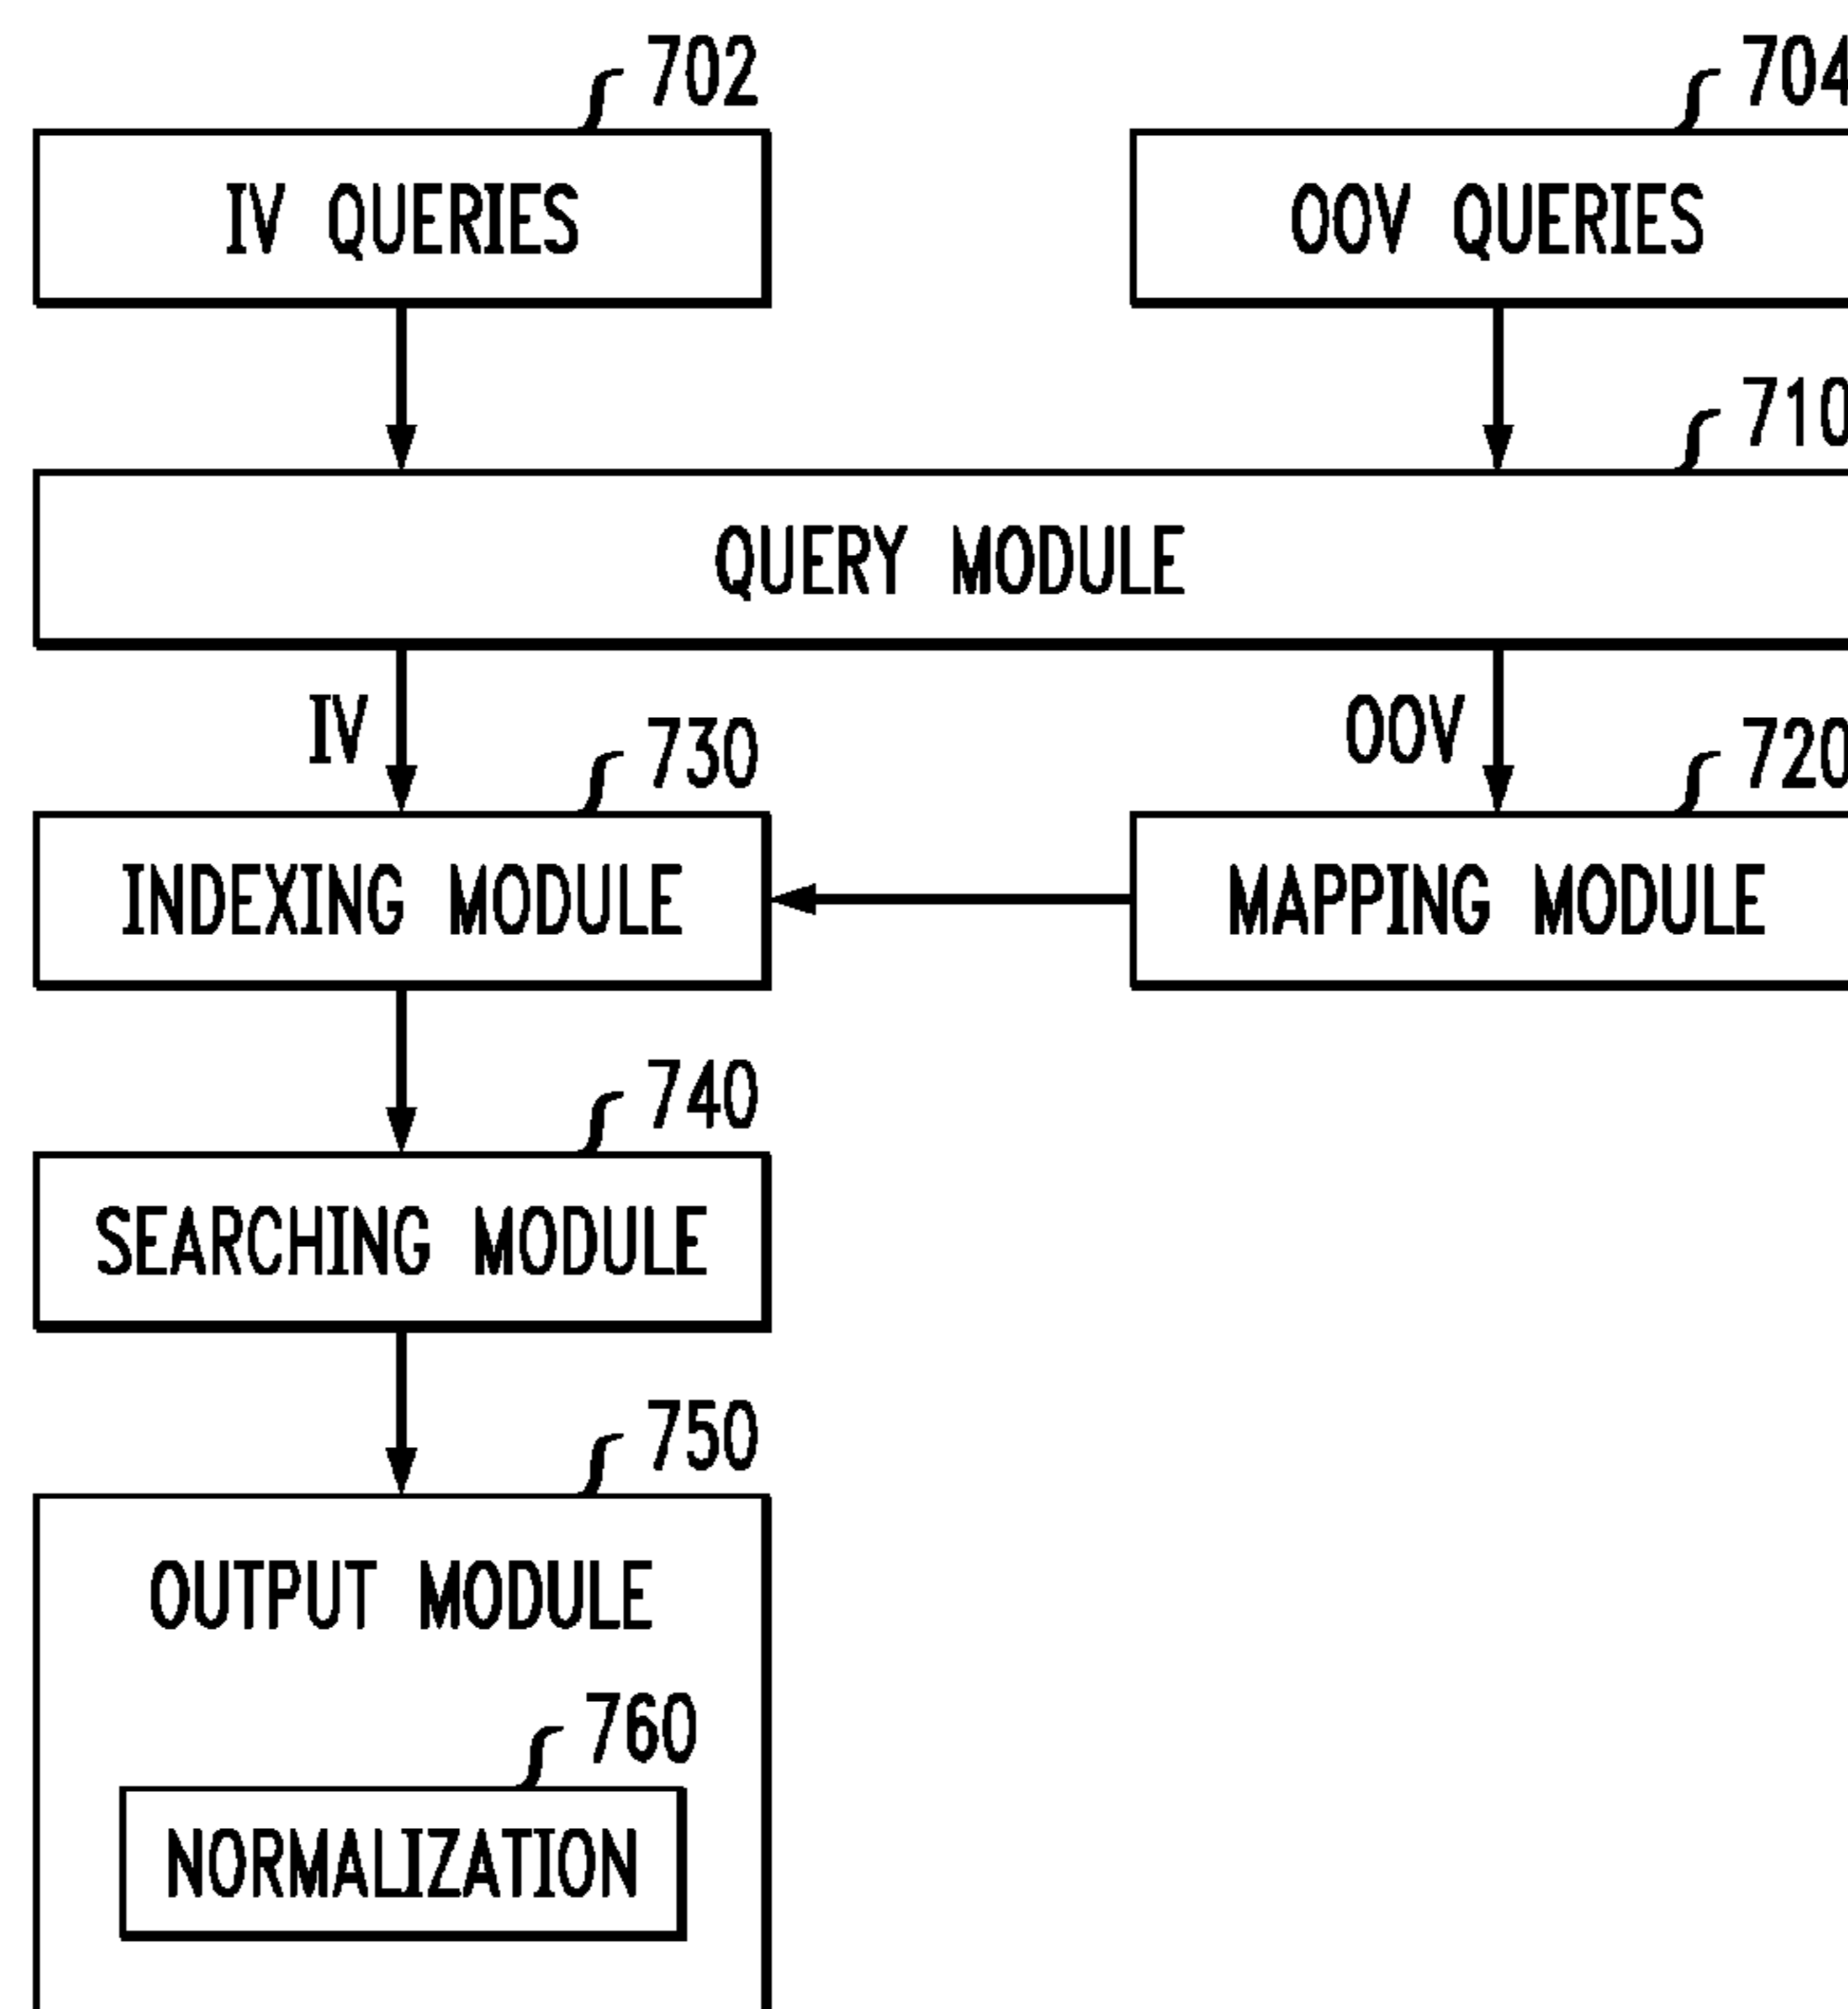 702
704
IV QUERIES
OOV QUERIES
710
QUERY MODULE
IV
OOV
730
720
INDEXING MODULE
MAPPING MODULE
740
SEARCHING MODULE
750
OUTPUT MODULE
760
NORMALIZATION